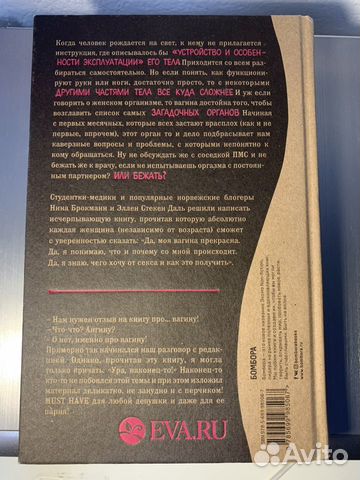 Когда человек рождается на свет, к нему не прилагается
инструкция, где описывалось бы «УСТРОЙСТВО И ОСОБЕН-
НОСТИ ЭКСПЛУАТАЦИИ» ЕГО ТЕЛА Приходится со всем раз-
бираться самостоятельно. Но если понять, как функциони-
руют руки или ноги, достаточно просто, то с некоторыми
ДРУГИМИ ЧАСТЯМИ ТЕЛА ВСЕ КУДА СЛОЖНЕЕ И уж если
говорить о женском организме, то вагина достойна того, чтобы
возглавить список самых ЗАГАДОЧНЫХ ОРГАНОВ Начиная
с первых месячных, которые всех застают врасплох (как и не
первые, впрочем), этот орган то и дело подбрасывает нам
каверзные вопросы и проблемы, с которыми непонятно к
кому обращаться. Ну не обсуждать же с соседкой ПМС и не
бежать же к врачу, если не испытываешь оргазма с постоян-
ным партнером? ИЛИ БЕЖАТЬ?
Студентки-медики и популярные норвежские блогеры
Нина Брокманн и Эллен Стёкен Даль решили написать
исчерпывающую книгу, прочитав которую абсолютно
каждая женщина (независимо от возраста) сможет
с уверенностью сказать: «Да, моя вагина прекрасна.
Да, я понимаю, что и почему со мной происходит.
Да, я знаю, чего хочу от секса и как это получить».
– Нам нужен отзыв на книгу про... вагину!
– Что-что? Ангину?
– О нет, именно про вагину!
Примерно так начинался наш разговор с редак-
цией. Однако, прочитав эту книгу, я могла
только кричать: «Ура, наконец-то!» Наконец-то
кто-то не побоялся этой темы и при этом изложил
материал деликатно, не занудно и с перчиком!
MUST HAVE для любой девушки и даже для ее
парня!
EVA.RU
БОМБОРА
Avito